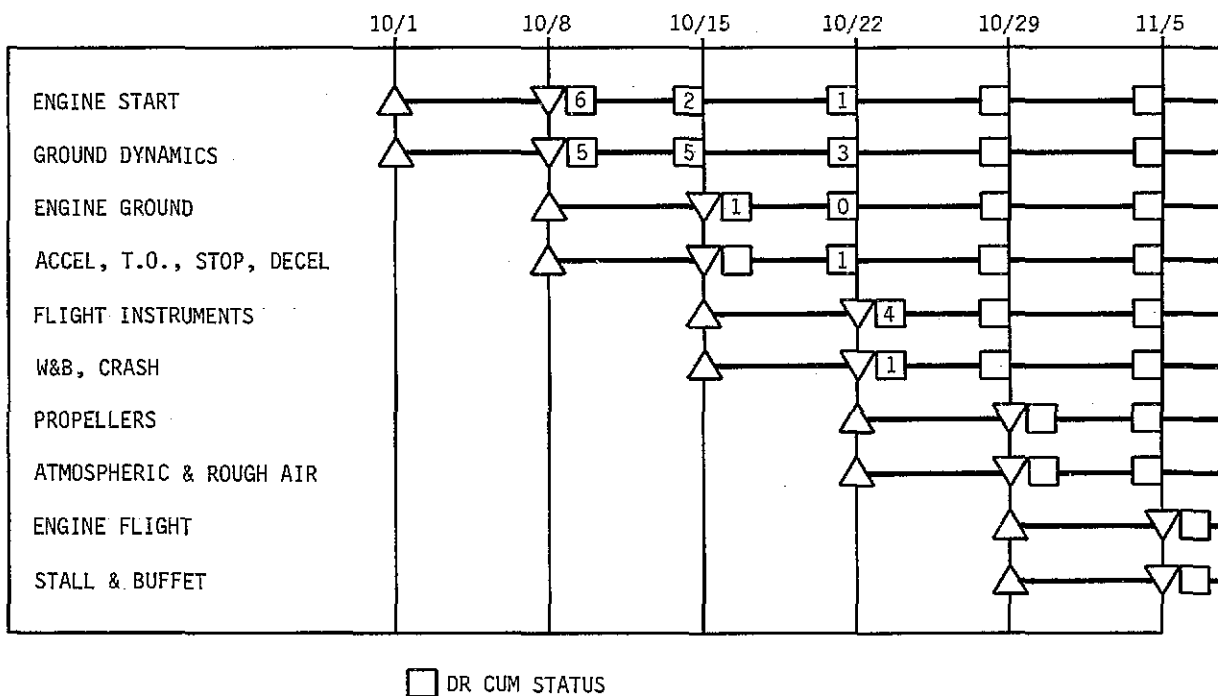 10/1 10/8 10/15 10/22 10/29 11/5
ENGINE START 6 2 1
GROUND DYNAMICS 5 5 3
ENGINE GROUND 1 0
ACCEL, T.O., STOP, DECEL 1
FLIGHT INSTRUMENTS 4
W&B, CRASH 1
PROPELLERS
ATMOSPHERIC & ROUGH AIR
ENGINE FLIGHT
STALL & BUFFET
DR CUM STATUS